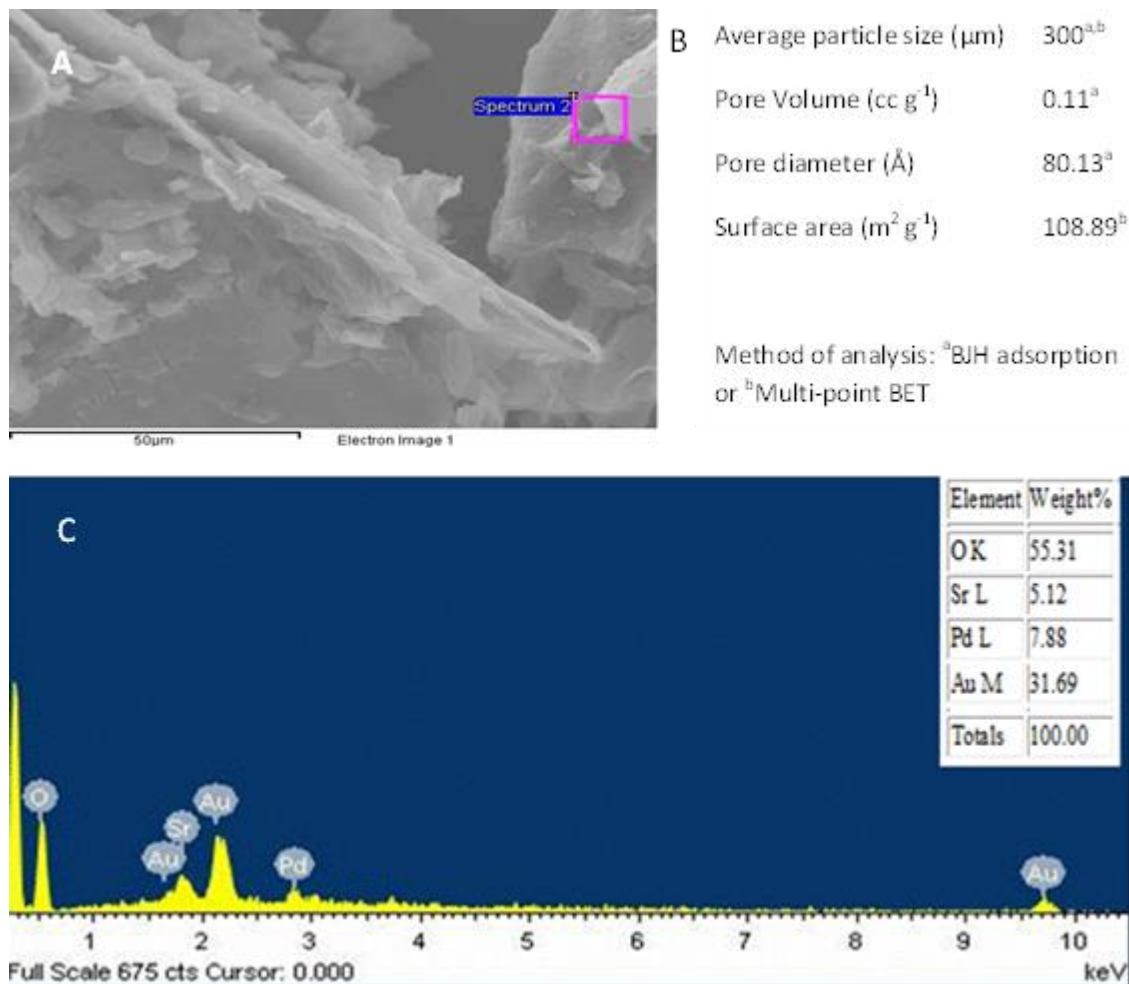 A
Spectrum 2
50µm
Electron Image 1
B
Average particle size (µm) 300ᵃ,ᵇ
Pore Volume (cc g⁻¹) 0.11ᵃ
Pore diameter (Å) 80.13ᵃ
Surface area (m² g⁻¹) 108.89ᵇ
Method of analysis: ᵃBJH adsorption
or ᵇMulti-point BET
C
Element Weight%
O K 55.31
Sr L 5.12
Pd L 7.88
Au M 31.69
Totals 100.00
O
Au
Sr
Au
Pd
Au
1 2 3 4 5 6 7 8 9 10
Full Scale 675 cts Cursor: 0.000 keV